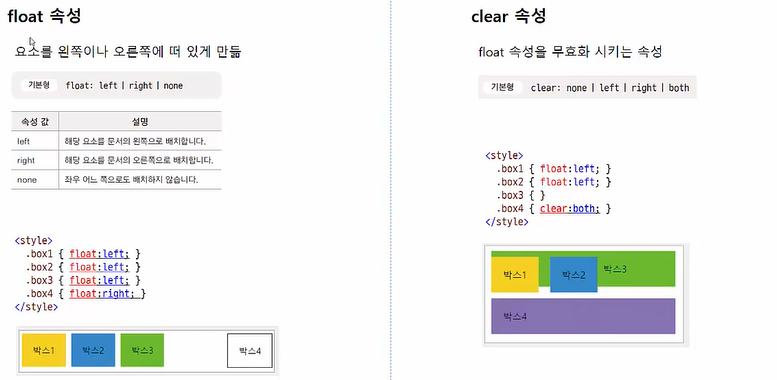 float 속성
요소를 왼쪽이나 오른쪽에 떠 있게 만듦
기본형 float: left | right | none
속성 값 설명
left 해당 요소를 문서의 왼쪽으로 배치합니다.
right 해당 요소를 문서의 오른쪽으로 배치합니다.
none 좌우 어느 쪽으로도 배치하지 않습니다.
<style>
.box1 { float:left; }
.box2 { float:left; }
.box3 { float:left; }
.box4 { float:right; }
</style>
박스1 박스2 박스3 박스4
clear 속성
float 속성을 무효화 시키는 속성
기본형 clear: none | left | right | both
<style>
.box1 { float:left; }
.box2 { float:left; }
.box3 { }
.box4 { clear:both; }
</style>
박스1 박스2 박스3
박스4